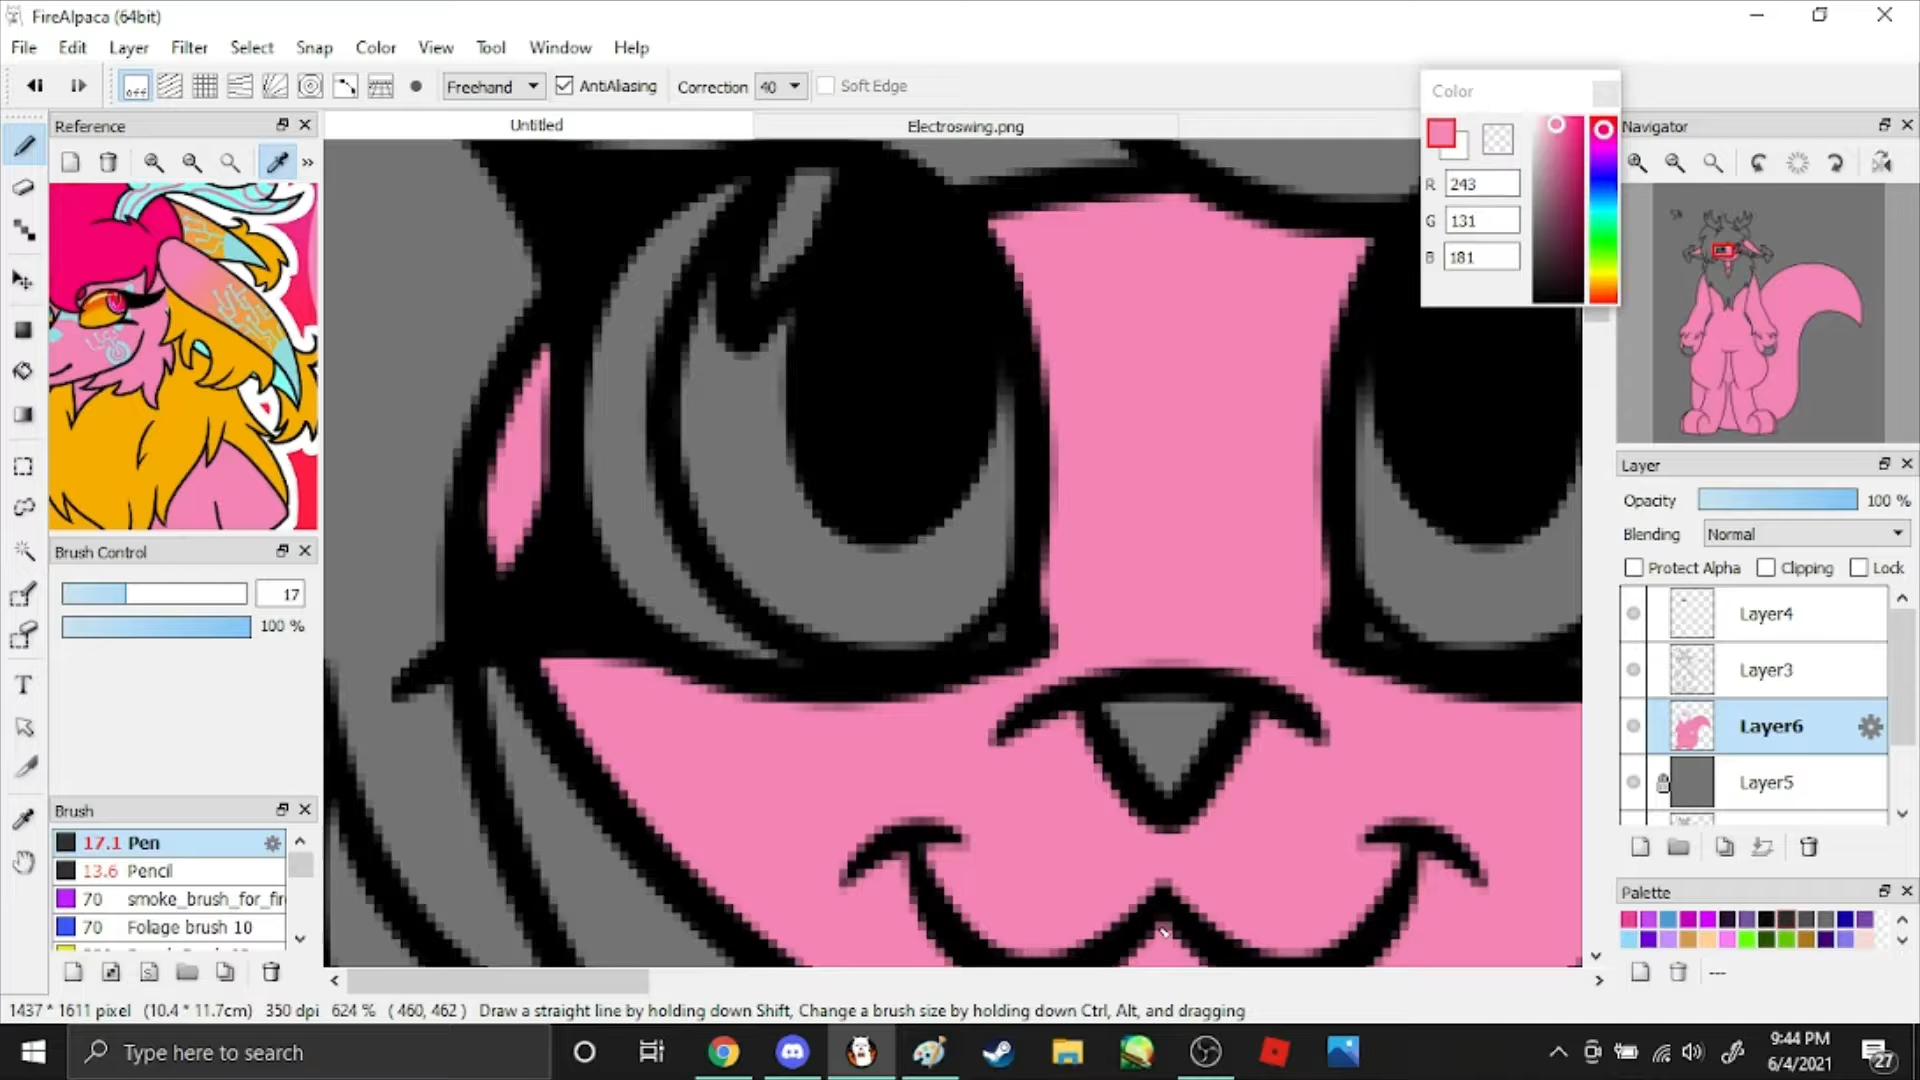 FireAlpaca (64bit)
File Edit Layer Filter Select Snap Color View Tool Window Help
off Freehand AntiAliasing Correction 40 Soft Edge
Color
Reference
Untitled
Electroswing.png
Navigator
R 243
G 131
B 181
Layer
Opacity 100 %
Blending Normal
Protect Alpha Clipping Lock
Brush Control
17
100 %
Layer4
Layer3
Layer6
Layer5
Brush
17.1 Pen
13.6 Pencil
70 smoke_brush_for_fir
70 Folage brush 10
Palette
---
1437 * 1611 pixel (10.4 * 11.7cm) 350 dpi 624 % ( 460, 462 ) Draw a straight line by holding down Shift, Change a brush size by holding down Ctrl, Alt, and dragging
Type here to search
9:44 PM
6/4/2021
27